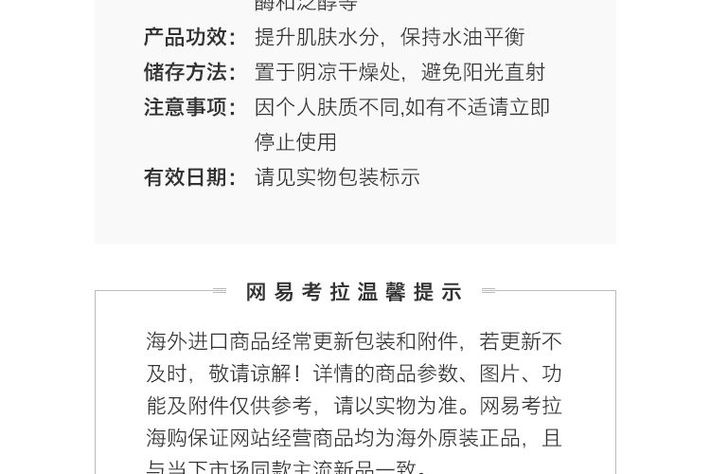 酶和泛醇等
产品功效： 提升肌肤水分，保持水油平衡
储存方法： 置于阴凉干燥处，避免阳光直射
注意事项： 因个人肤质不同,如有不适请立即
停止使用
有效日期： 请见实物包装标示
网易考拉温馨提示
海外进口商品经常更新包装和附件，若更新不
及时，敬请谅解！详情的商品参数、图片、功
能及附件仅供参考，请以实物为准。网易考拉
海购保证网站经营商品均为海外原装正品，且
与当下市场同款主流新品一致。